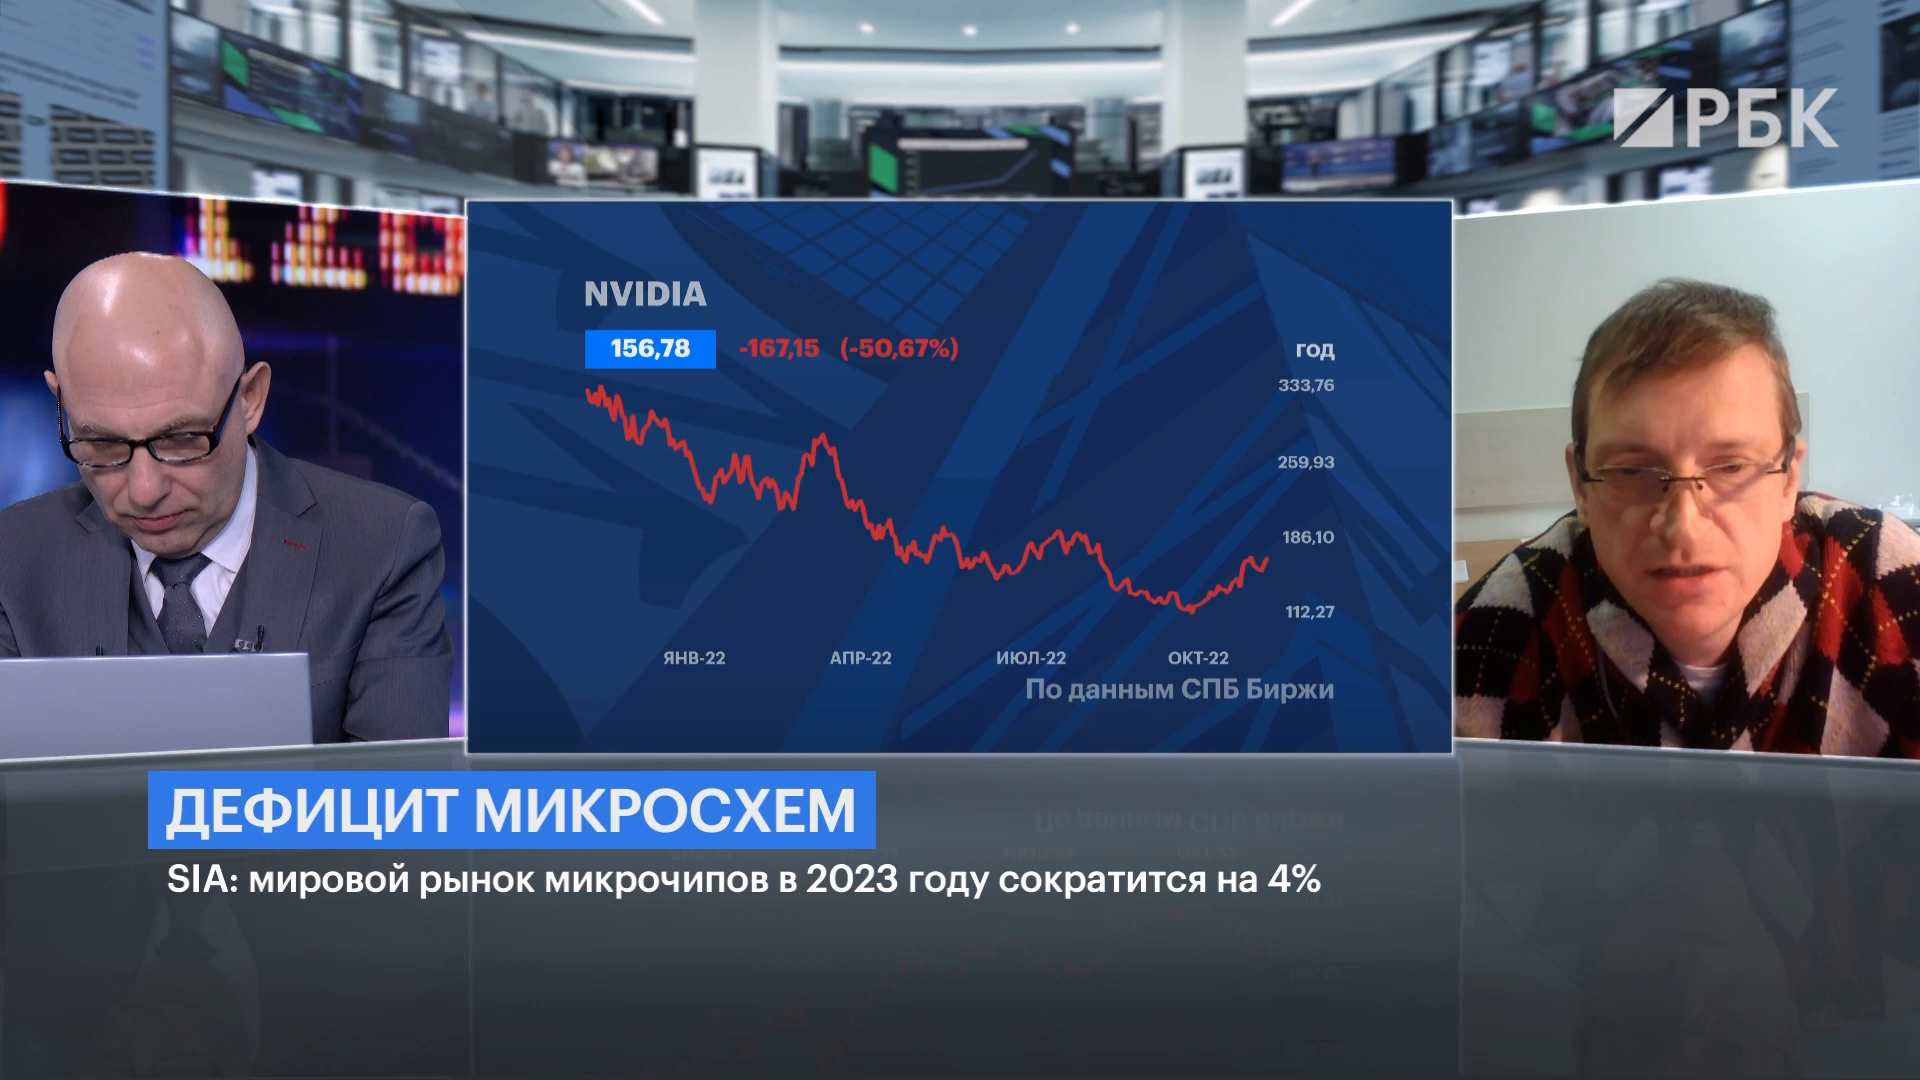 РБК
NVIDIA
156,78 -167,15 (-50,67%)
ГОД
333,76
259,93
186,10
112,27
ЯНВ-22 АПР-22 ИЮЛ-22 ОКТ-22
По данным СПБ Биржи
ДЕФИЦИТ МИКРОСХЕМ
SIA: мировой рынок микрочипов в 2023 году сократится на 4%